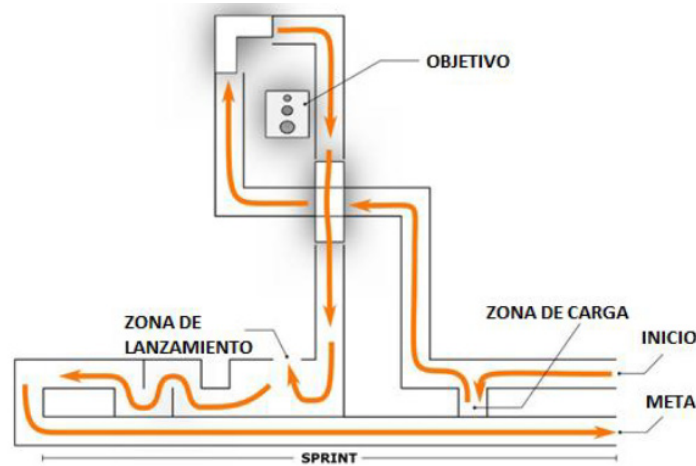 OBJETIVO
ZONA DE
LANZAMIENTO
ZONA DE CARGA
INICIO
META
SPRINT